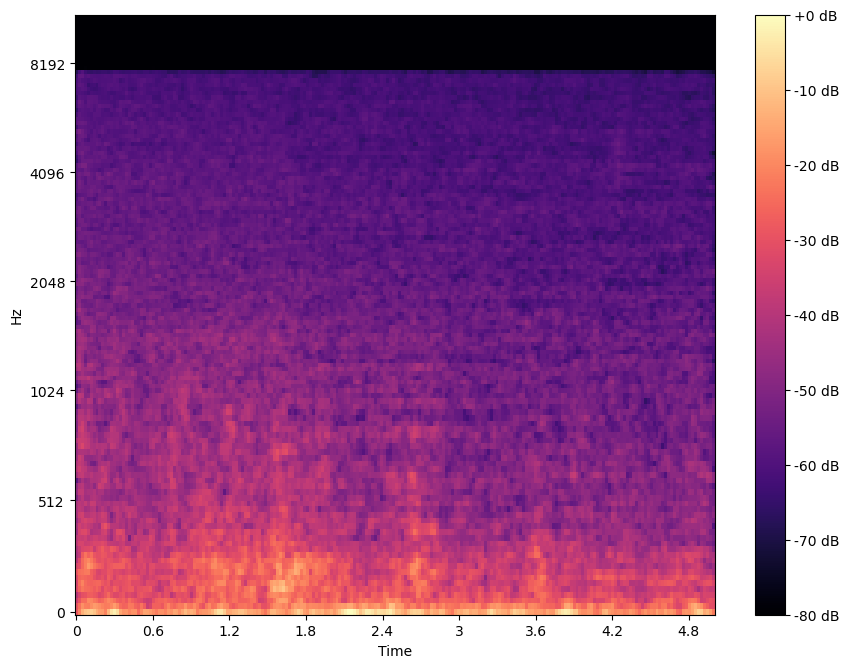 +0 dB
8192
-10 dB
-20 dB
4096
-30 dB
2048
-40 dB
Hz
1024
-50 dB
-60 dB
512
-70 dB
0
-80 dB
0 0.6 1.2 1.8 2.4 3 3.6 4.2 4.8
Time